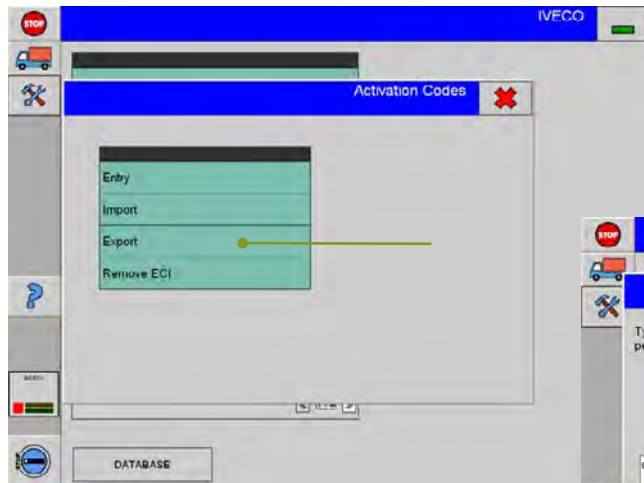 STOP
IVECO
Activation Codes
Entry
Import
Export
Remove ECI
STOP
DATABASE